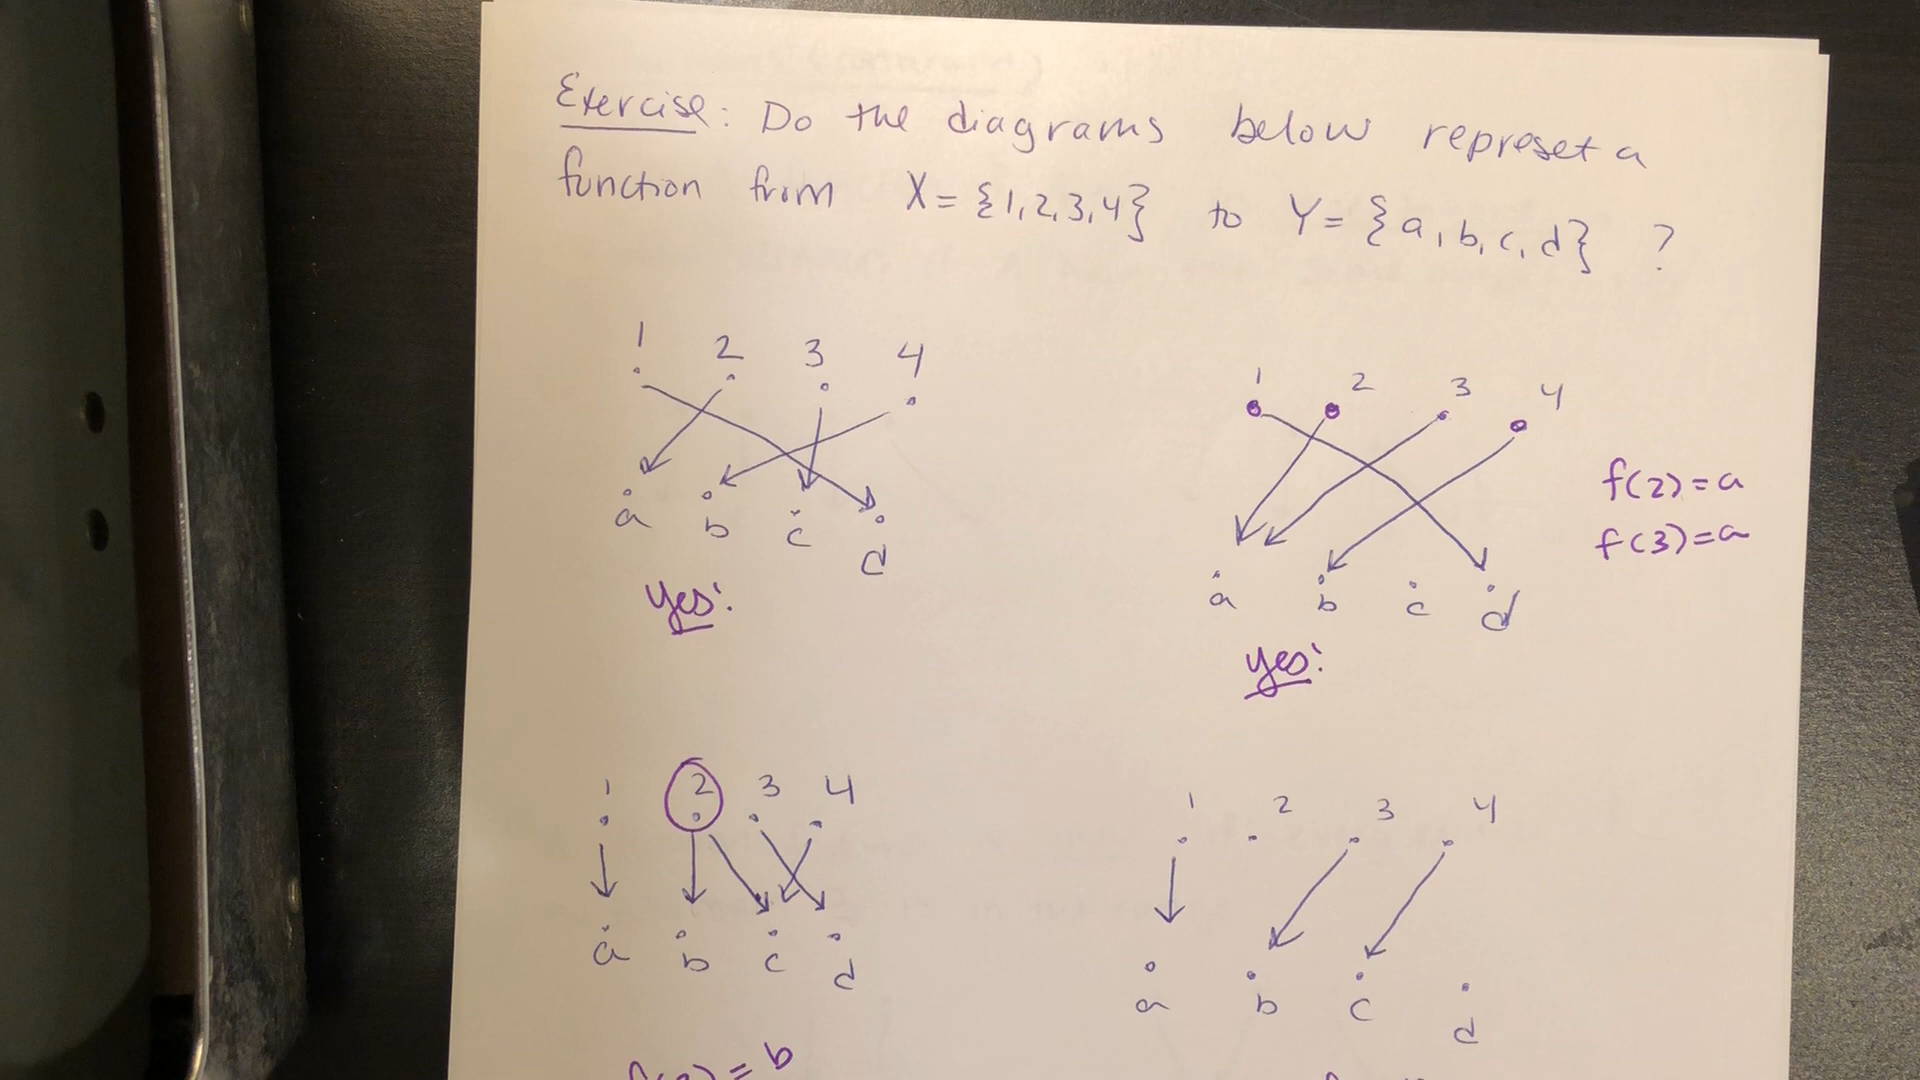 Exercise: Do the diagrams below represet a
function from X = {1,2,3,4} to Y = {a, b, c, d} ?
1 2 3 4
a b c d
yes!
1 2 3 4
a b c d
f(2) = a
f(3) = a
yes!
1 2 3 4
a b c d
= b
1 2 3 4
a b c d